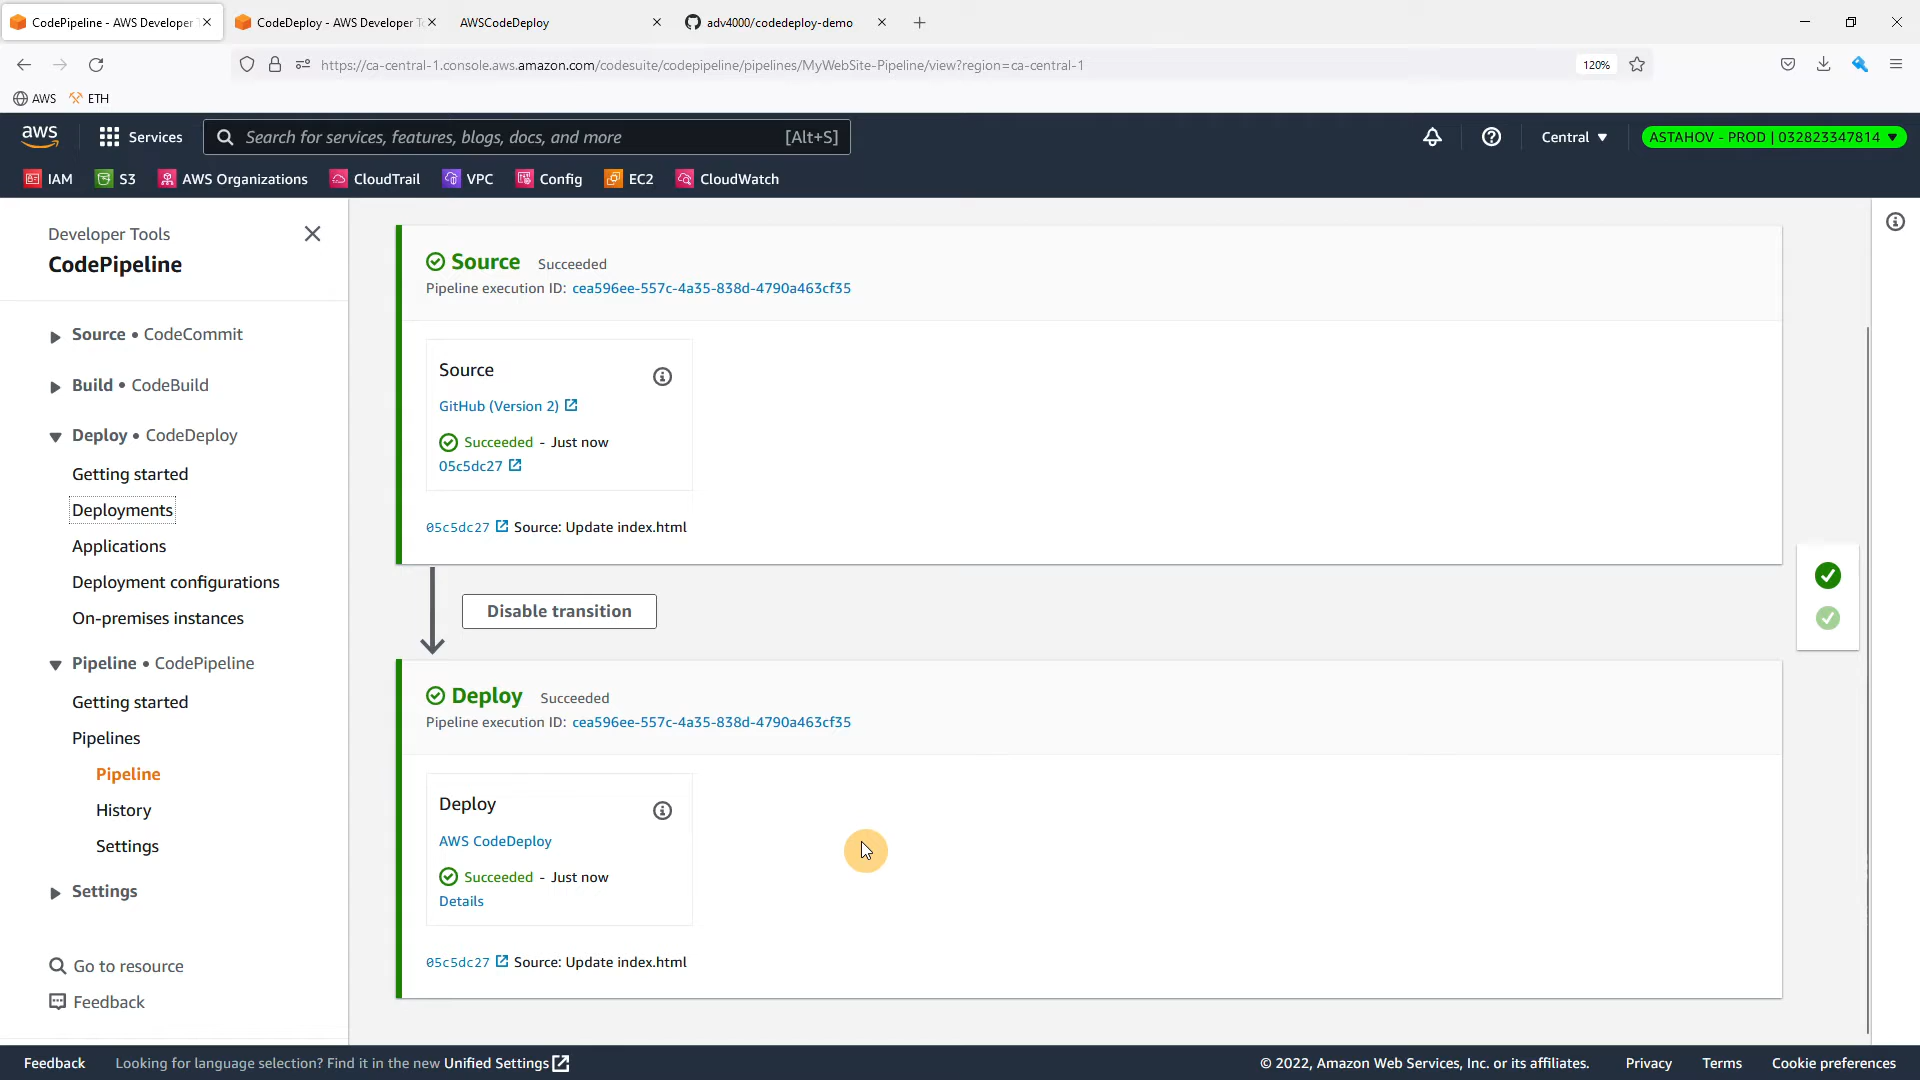 CodePipeline - AWS Developer
CodeDeploy - AWS Developer To
AWSCodeDeploy
adv4000/codedeploy-demo
https://ca-central-1.console.aws.amazon.com/codesuite/codepipeline/pipelines/MyWebSite-Pipeline/view?region=ca-central-1
120%
AWS
ETH
aws
Services
Search for services, features, blogs, docs, and more
[Alt+S]
Central
ASTAHOV - PROD | 032823347814
IAM
S3
AWS Organizations
CloudTrail
VPC
Config
EC2
CloudWatch
Developer Tools
CodePipeline
Source • CodeCommit
Build • CodeBuild
Deploy • CodeDeploy
Getting started
Deployments
Applications
Deployment configurations
On-premises instances
Pipeline • CodePipeline
Getting started
Pipelines
Pipeline
History
Settings
Settings
Go to resource
Feedback
Source Succeeded
Pipeline execution ID: cea596ee-557c-4a35-838d-4790a463cf35
Source
GitHub (Version 2)
Succeeded - Just now
05c5dc27
05c5dc27 Source: Update index.html
Disable transition
Deploy Succeeded
Pipeline execution ID: cea596ee-557c-4a35-838d-4790a463cf35
Deploy
AWS CodeDeploy
Succeeded - Just now
Details
05c5dc27 Source: Update index.html
Feedback
Looking for language selection? Find it in the new Unified Settings
© 2022, Amazon Web Services, Inc. or its affiliates.
Privacy
Terms
Cookie preferences